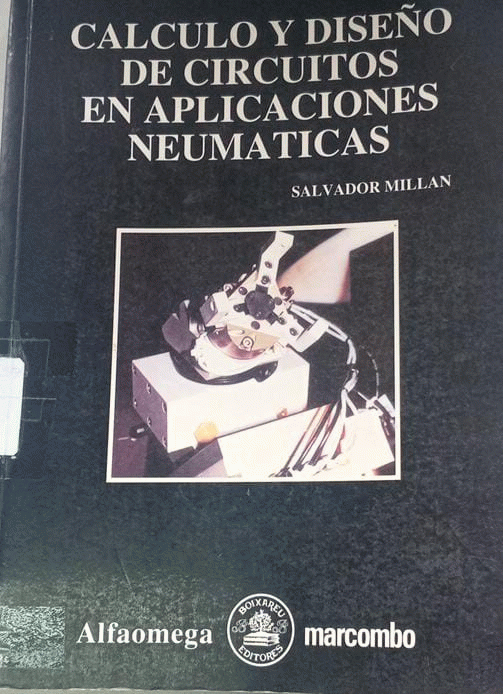 CALCULO Y DISEÑO
DE CIRCUITOS
EN APLICACIONES
NEUMATICAS
SALVADOR MILLAN
Alfaomega
BOIXAREU
EDITORES
marcombo